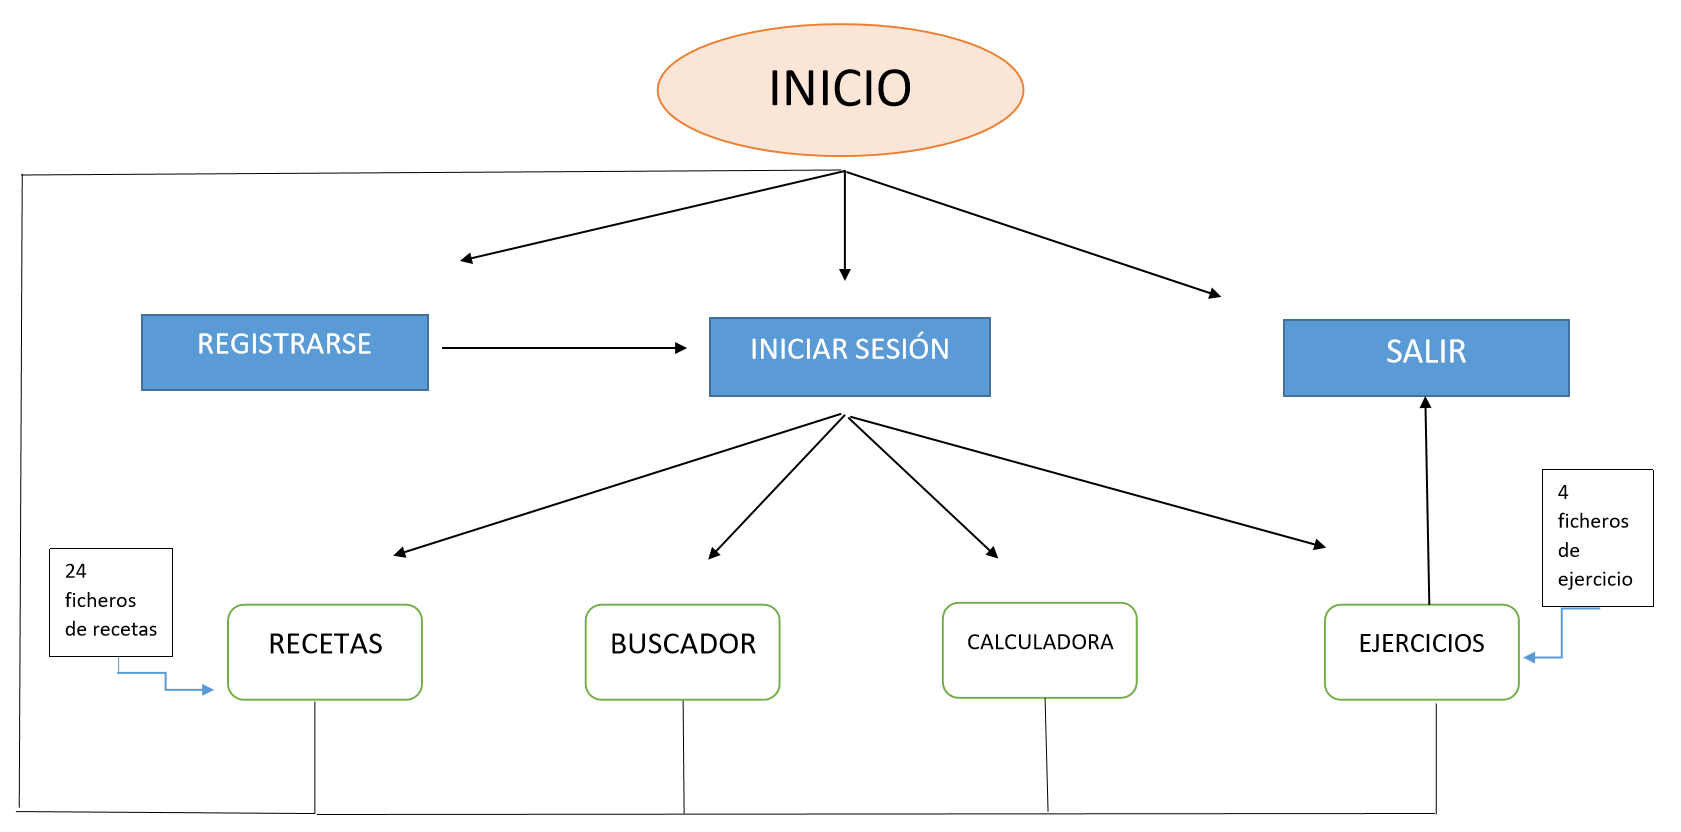 INICIO
REGISTRARSE
INICIAR SESIÓN
SALIR
4
ficheros
de
ejercicio
24
ficheros
de recetas
RECETAS
BUSCADOR
CALCULADORA
EJERCICIOS